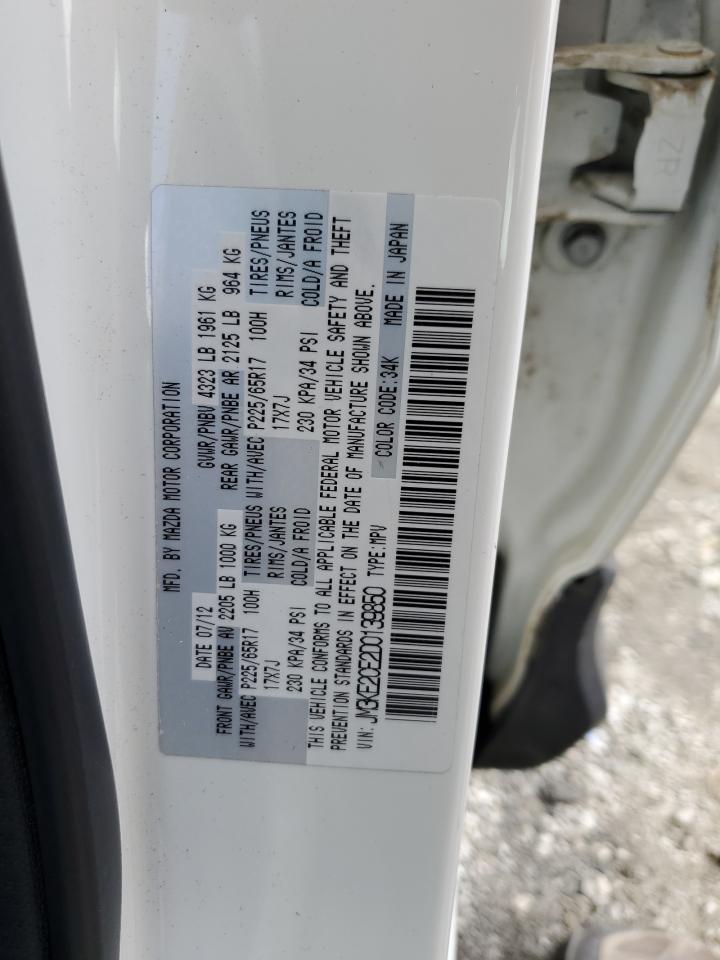 MFD. BY MAZDA MOTOR CORPORATION
DATE 07/12 GVWR/PNBV 4323 LB 1961 KG
FRONT GAWR/PNBE AV 2205 LB 1000 KG REAR GAWR/PNBE AR 2125 LB 964 KG
WITH/AVEC P225/65R17 100H TIRES/PNEUS WITH/AVEC P225/65R17 100H TIRES/PNEUS
17X7J RIMS/JANTES 17X7J RIMS/JANTES
230 KPA/34 PSI COLD/A FROID 230 KPA/34 PSI COLD/A FROID
THIS VEHICLE CONFORMS TO ALL APPLICABLE FEDERAL MOTOR VEHICLE SAFETY AND THEFT
PREVENTION STANDARDS IN EFFECT ON THE DATE OF MANUFACTURE SHOWN ABOVE.
VIN: JM3KE2CE2D0139850 TYPE: MPV COLOR CODE: 34K MADE IN JAPAN
ZP